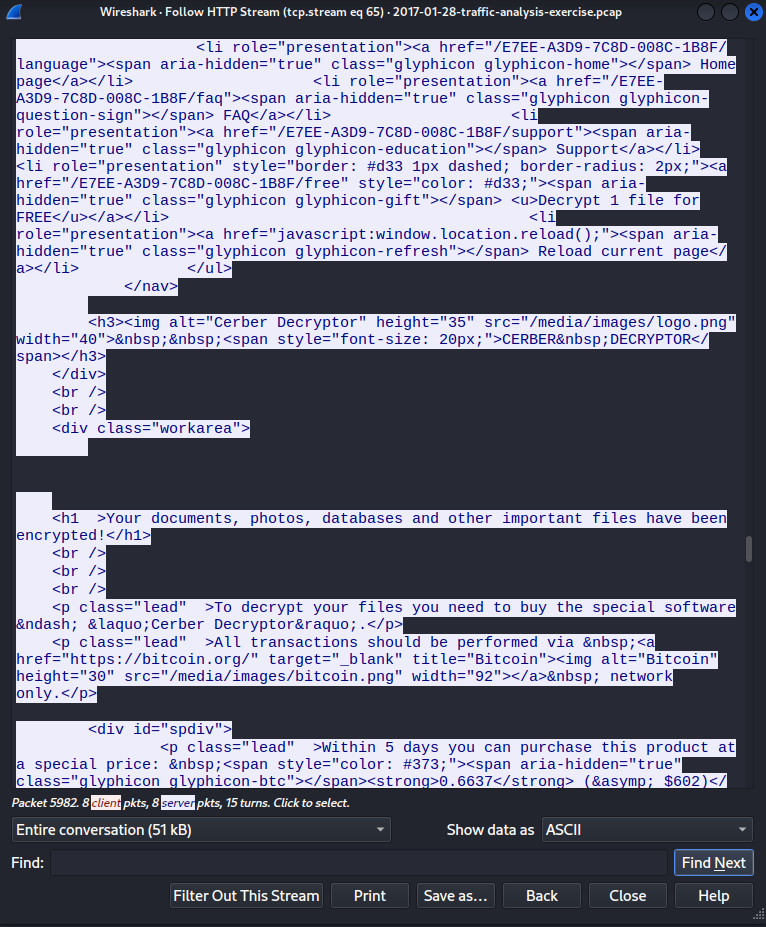 Wireshark · Follow HTTP Stream (tcp.stream eq 65) · 2017-01-28-traffic-analysis-exercise.pcap
<li role="presentation"><a href="/E7EE-A3D9-7C8D-008C-1B8F/
language"><span aria-hidden="true" class="glyphicon glyphicon-home"></span> Home
page</a></li>                    <li role="presentation"><a href="/E7EE-
A3D9-7C8D-008C-1B8F/faq"><span aria-hidden="true" class="glyphicon glyphicon-
question-sign"></span> FAQ</a></li>                    <li
role="presentation"><a href="/E7EE-A3D9-7C8D-008C-1B8F/support"><span aria-
hidden="true" class="glyphicon glyphicon-education"></span> Support</a></li>
<li role="presentation" style="border: #d33 1px dashed; border-radius: 2px;"><a
href="/E7EE-A3D9-7C8D-008C-1B8F/free" style="color: #d33;"><span aria-
hidden="true" class="glyphicon glyphicon-gift"></span> <u>Decrypt 1 file for
FREE</u></a></li>                                        <li
role="presentation"><a href="javascript:window.location.reload();"><span aria-
hidden="true" class="glyphicon glyphicon-refresh"></span> Reload current page</
a></li>            </ul>
</nav>
<h3><img alt="Cerber Decryptor" height="35" src="/media/images/logo.png"
width="40">&nbsp;&nbsp;<span style="font-size: 20px;">CERBER&nbsp;DECRYPTOR</
span></h3>
</div>
<br />
<br />
<div class="workarea">
<h1  >Your documents, photos, databases and other important files have been
encrypted!</h1>
<br />
<br />
<br />
<p class="lead"  >To decrypt your files you need to buy the special software
&ndash; &laquo;Cerber Decryptor&raquo;.</p>
<p class="lead"  >All transactions should be performed via &nbsp;<a
href="https://bitcoin.org/" target="_blank" title="Bitcoin"><img alt="Bitcoin"
height="30" src="/media/images/bitcoin.png" width="92"></a>&nbsp; network
only.</p>
<div id="spdiv">
<p class="lead"  >Within 5 days you can purchase this product at
a special price: &nbsp;<span style="color: #373;"><span aria-hidden="true"
class="glyphicon glyphicon-btc"></span><strong>0.6637</strong> (&asymp; $602)</
Packet 5982. 8 client pkts, 8 server pkts, 15 turns. Click to select.
Entire conversation (51 kB) Show data as ASCII
Find: Find Next
Filter Out This Stream Print Save as… Back Close Help